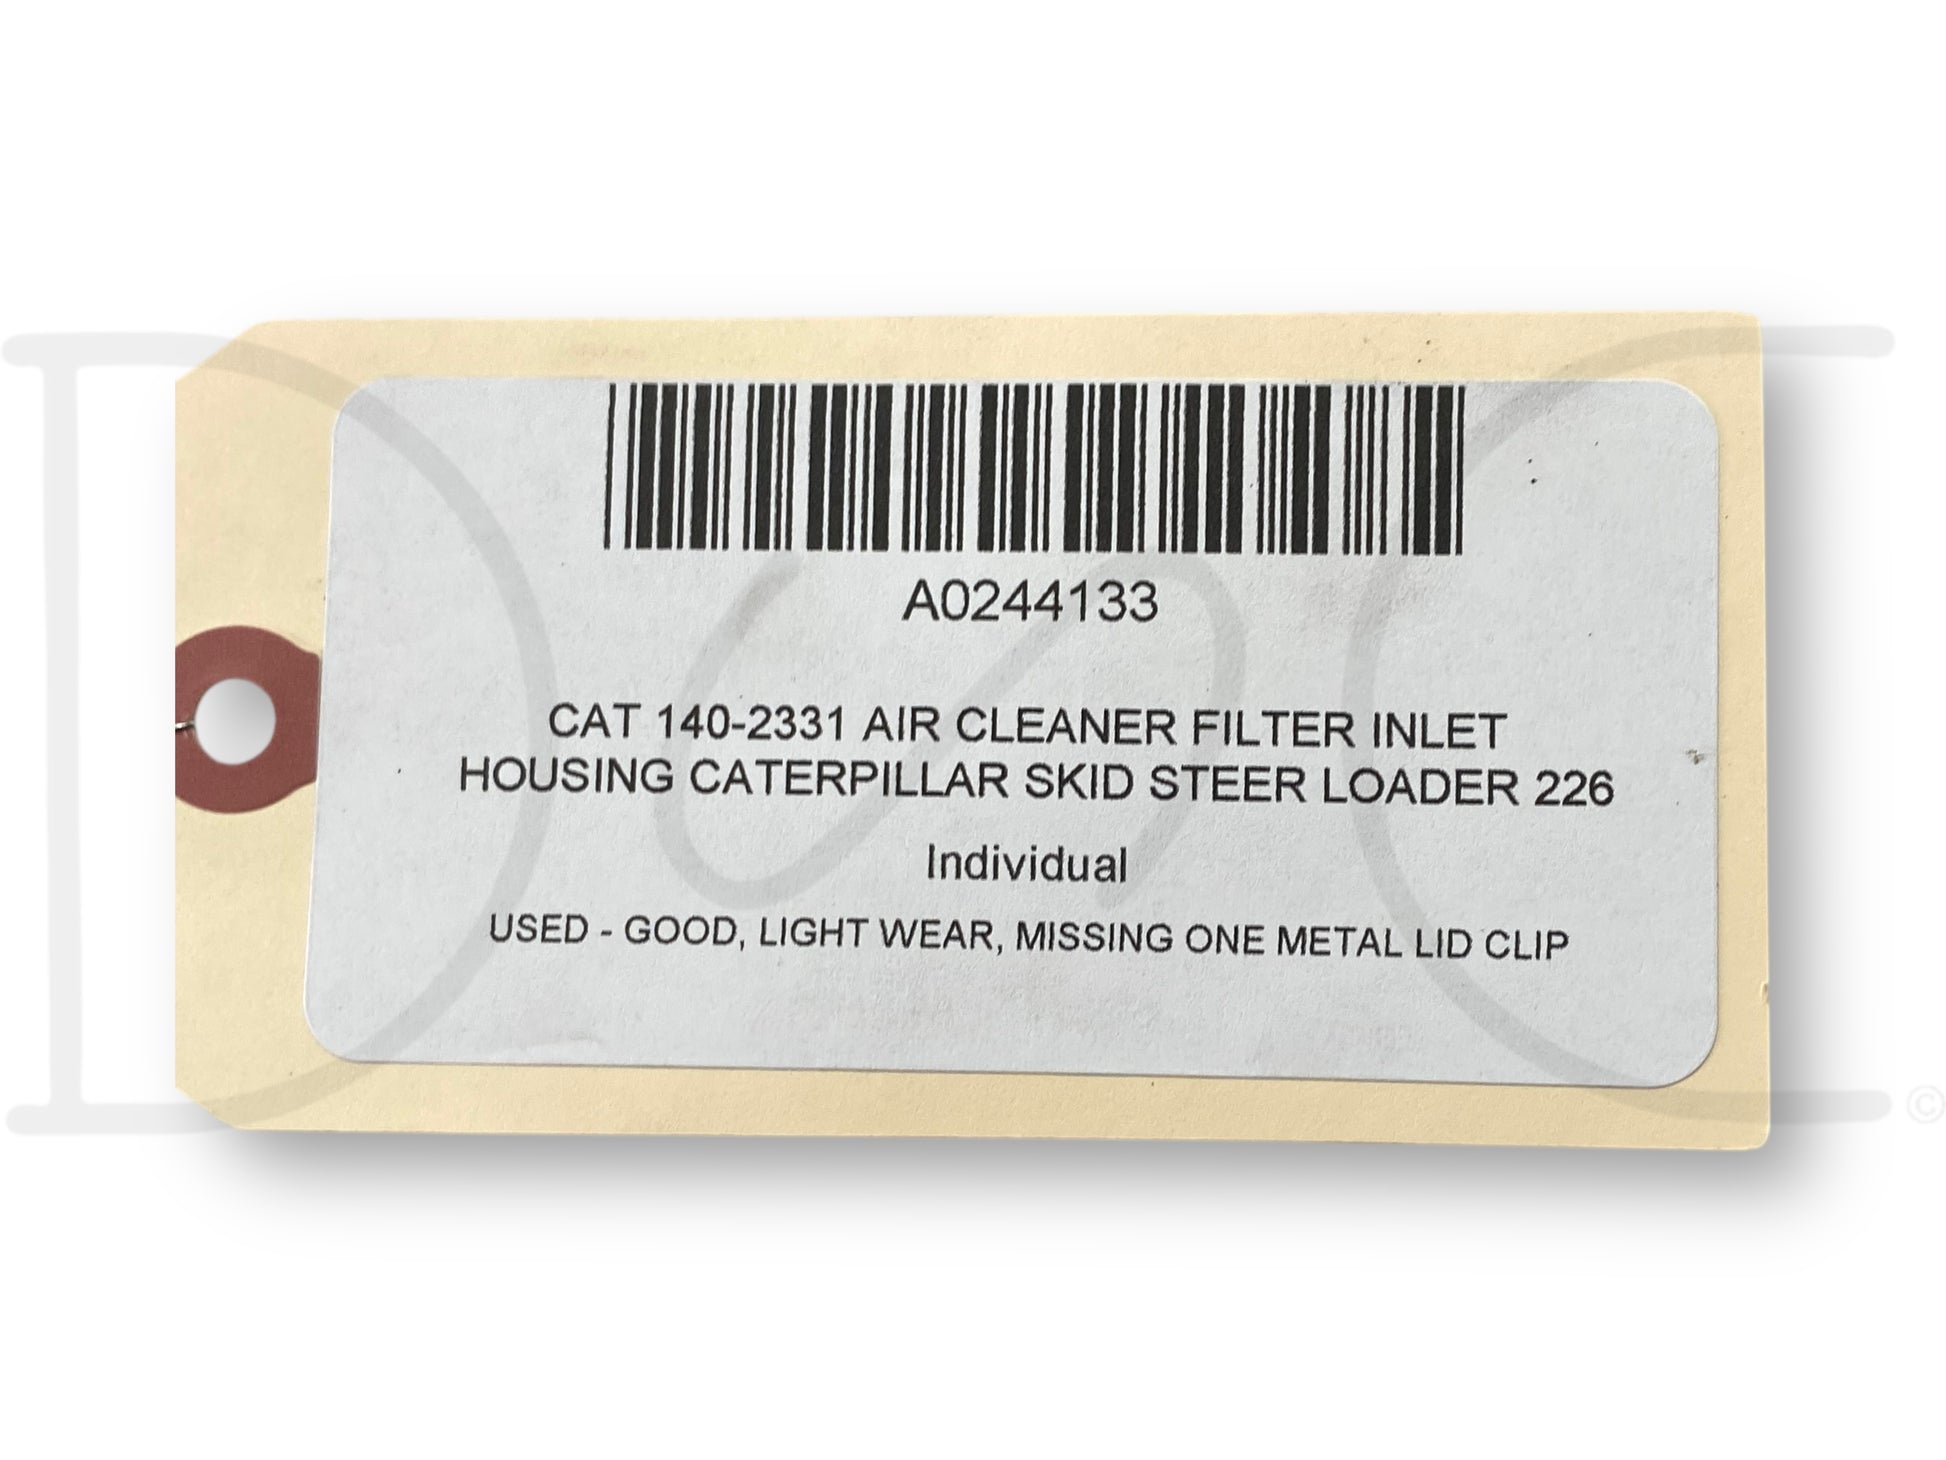 A0244133
CAT 140-2331 AIR CLEANER FILTER INLET
HOUSING CATERPILLAR SKID STEER LOADER 226
Individual
USED - GOOD, LIGHT WEAR, MISSING ONE METAL LID CLIP
©